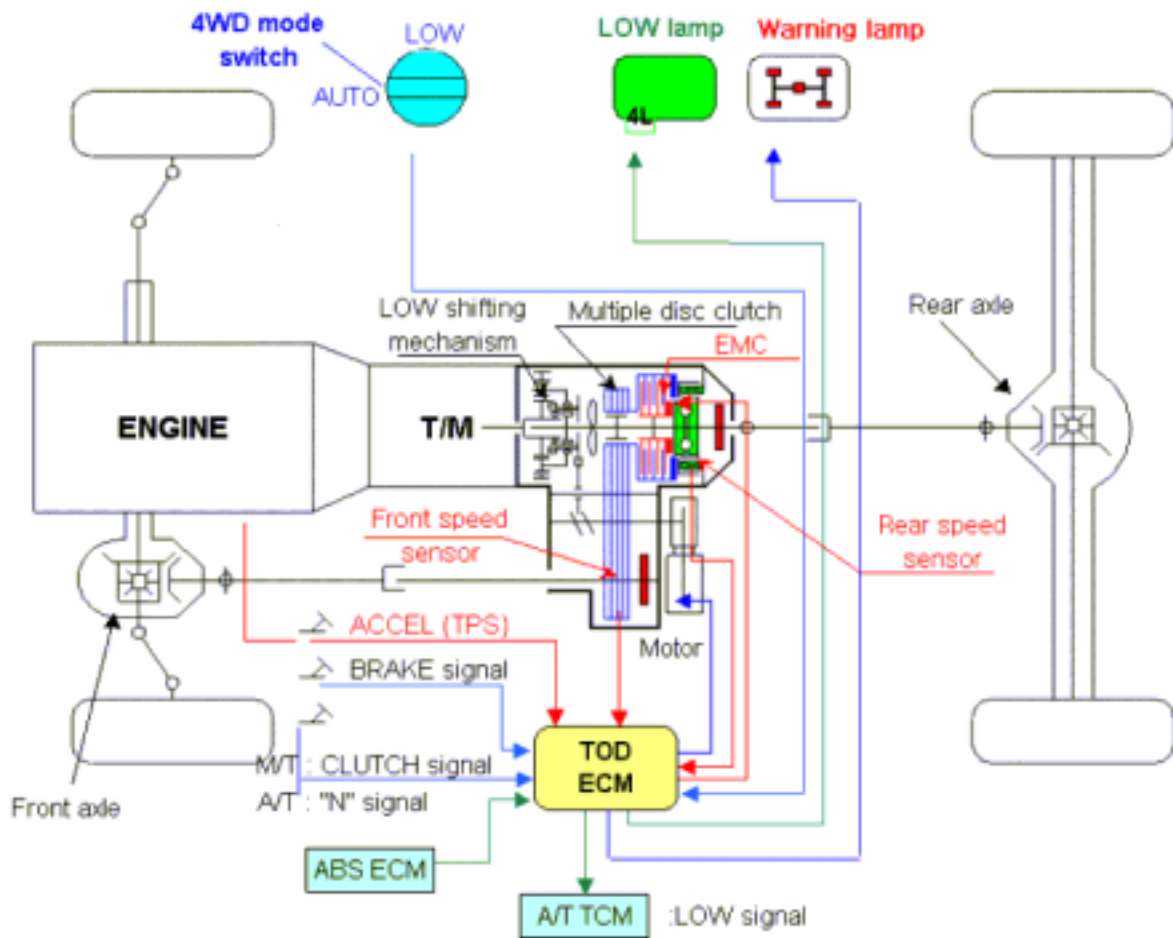 4WD mode
switch
LOW
AUTO
LOW lamp
Warning lamp
4L
LOW shifting
mechanism
Multiple disc clutch
EMC
Rear axle
ENGINE
T/M
Front speed
sensor
Rear speed
sensor
ACCEL (TPS)
Motor
BRAKE signal
TOD
ECM
M/T : CLUTCH signal
A/T : "N" signal
Front axle
ABS ECM
A/T TCM
:LOW signal